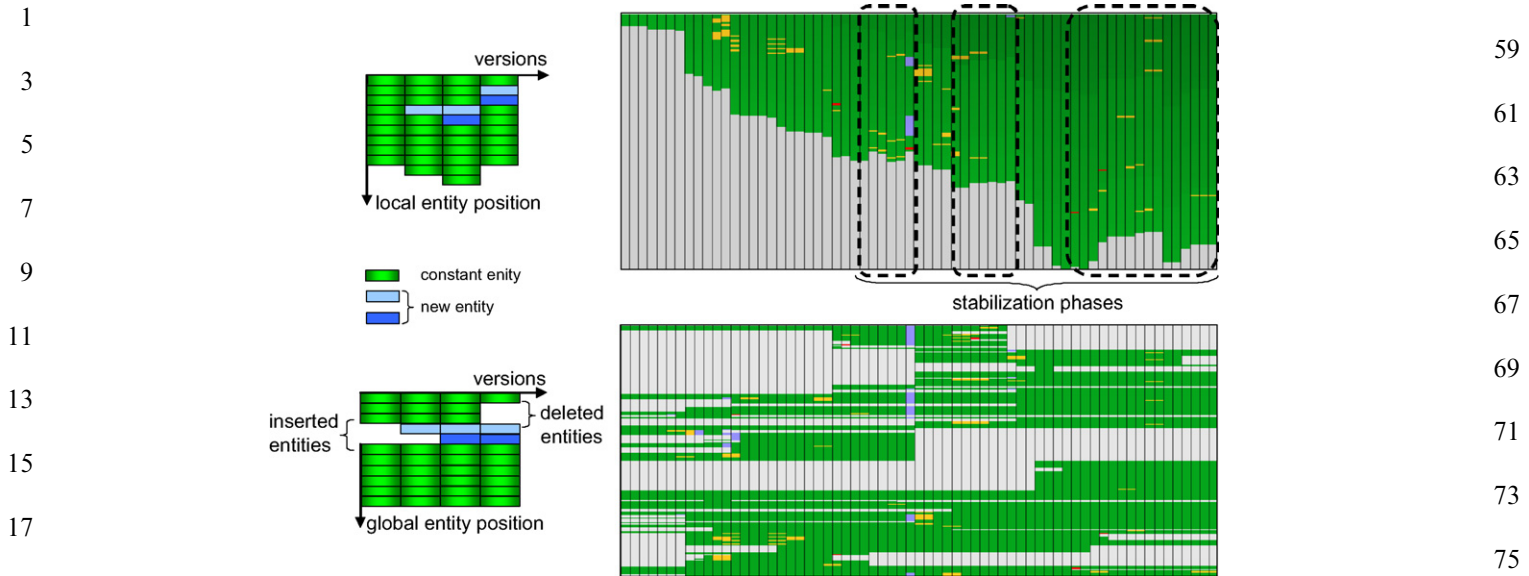 1
3
5
7
9
11
13
15
17
versions
local entity position
constant enity
new entity
versions
inserted
entities
deleted
entities
global entity position
stabilization phases
59
61
63
65
67
69
71
73
75